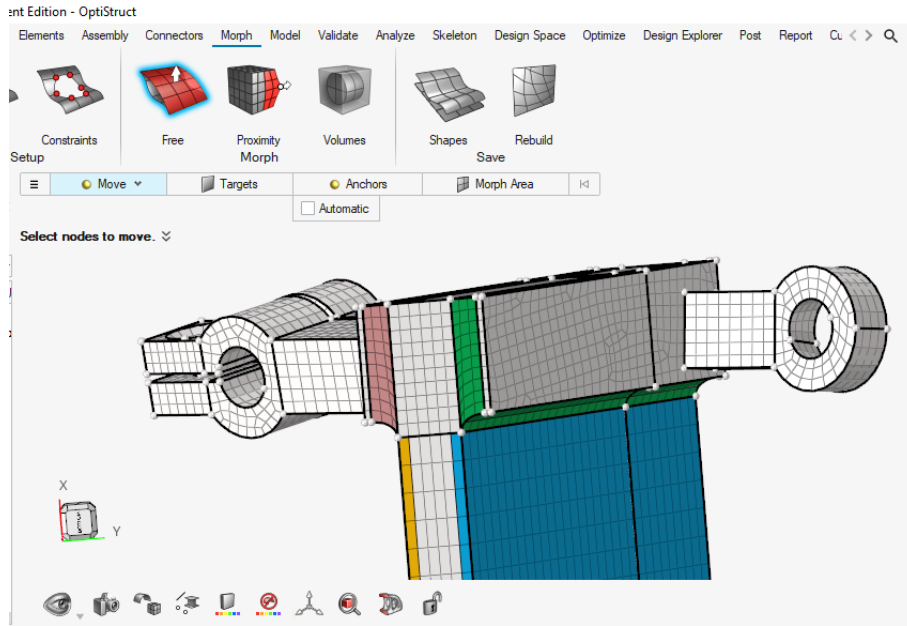 ent Edition - OptiStruct
Elements Assembly Connectors Morph Model Validate Analyze Skeleton Design Space Optimize Design Explorer Post Report Cu
Constraints Free Proximity Volumes Shapes Rebuild
Setup Morph Save
Move Targets Anchors Morph Area
Automatic
Select nodes to move.
X
Y